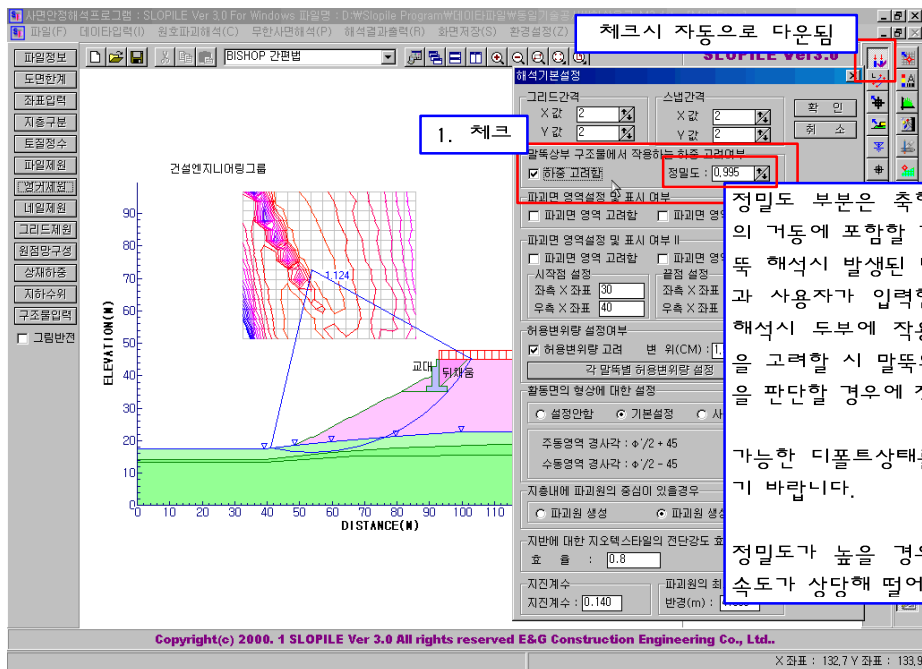 사면안정해석프로그램 : SLOPILE Ver 3.0 For Windows 파일명 : D:₩Slopile Program₩데이타파일₩동일기술
체크시 자동으로 다운됨
파일(F) 데이타입력(I) 원호파괴해석(C) 무한사면해석(P) 해석결과출력(R) 화면저장(S) 환경설정(Z)
파일정보
BISHOP 간편법
SLOPILE Ver3.0
도면한계
좌표입력
지층구분
토질정수
파일제원
앵커제원
네일제원
그리드제원
원점망구성
상재하중
지하수위
구조물입력
그림반전
건설엔지니어링그룹
1.124
교대
뒤채움
ELEVATION(M)
90
80
70
60
50
40
30
20
10
0
0 10 20 30 40 50 60 70 80 90 100 110
DISTANCE(M)
1. 체크
해석기본설정
그리드간격
X 값 2
Y 값 2
스냅간격
X 값 2
Y 값 2
확 인
취 소
말뚝상부 구조물에서 작용하는 하중 고려여부
하중 고려함
정밀도 : 0,995
파괴면 영역설정 및 표시 여부
파괴면 영역 고려함
파괴면 영
파괴면 영역설정 및 표시 여부 II
파괴면 영역 고려함
파괴면 영
시작점 설정
좌측 X 좌표 30
우측 X 좌표 40
끝점 설정
좌측 X 좌표
우측 X 좌표
허용변위량 설정여부
허용변위량 고려 변 위(CM) : 1,
각 말뚝별 허용변위량 설정
활동면의 형상에 대한 설정
설정안함 기본설정 사
주동영역 경사각 : Φ'/2 + 45
수동영역 경사각 : Φ'/2 - 45
지층내에 파괴원의 중심이 있을경우
파괴원 생성
파괴원 생
지반에 대한 지오텍스타일의 전단강도 효
효 율 : 0.8
지진계수
지진계수 : 0.140
파괴원의 최
반경(m) :
정밀도 부분은 축
의 거동에 포함할
뚝 해석시 발생된
과 사용자가 입력
해석시 두부에 작
을 고려할 시 말뚝
을 판단할 경우에
가능한 디폴트상태
기 바랍니다.
정밀도가 높을 경
속도가 상당해 떨어
Copyright(c) 2000. 1 SLOPILE Ver 3.0 All rights reserved E&G Construction Engineering Co., Ltd..
X 좌표 : 132,7 Y 좌표 : 133,9